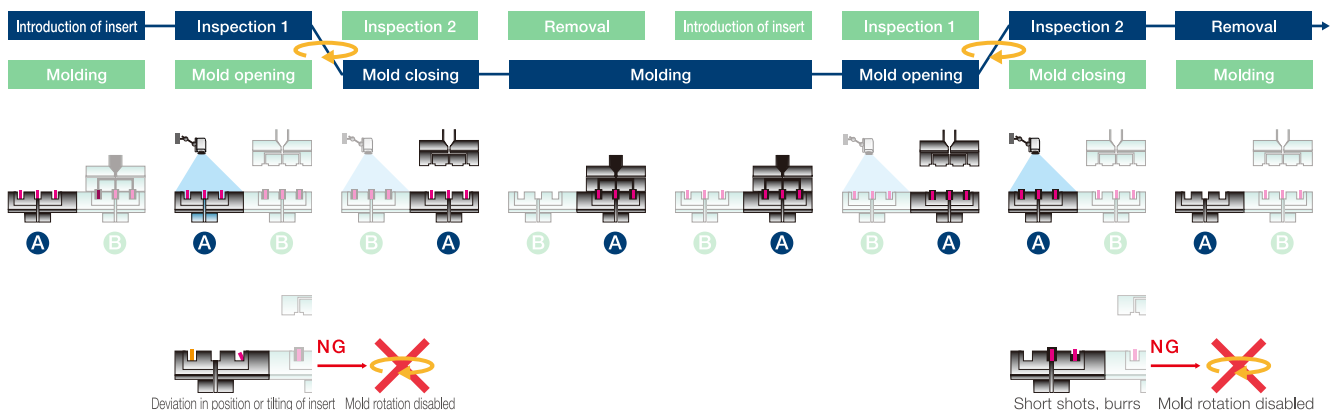 Introduction of insert
Inspection 1
Inspection 2
Removal
Introduction of insert
Inspection 1
Inspection 2
Removal
Molding
Mold opening
Mold closing
Molding
Mold opening
Mold closing
Molding
A B
A B
B A
B A
B A
B A
A B
A B
NG
NG
Deviation in position or tilting of insert
Mold rotation disabled
Short shots, burrs
Mold rotation disabled